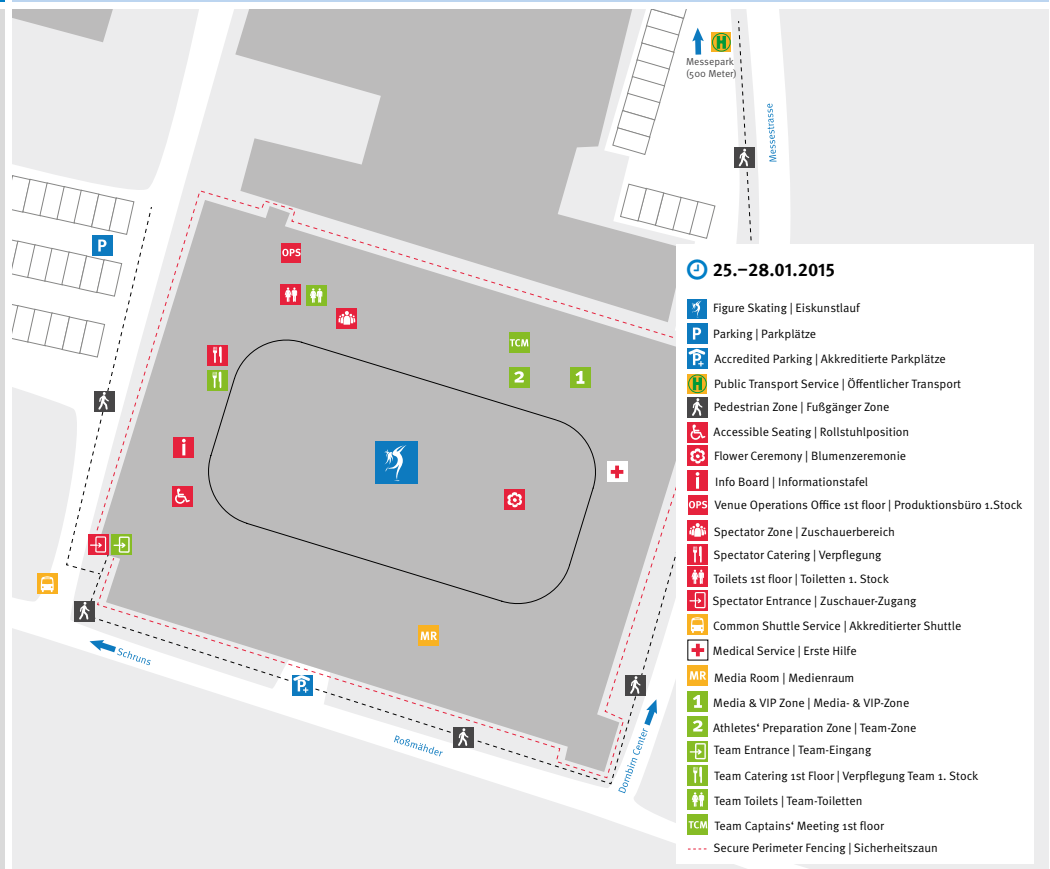 H
Messepark
(500 Meter)
Messestrasse
P
OPS
TCM
2
1
i
MR
P+
Schruns
Roßmähder
Dornbirn Center
25.–28.01.2015
Figure Skating | Eiskunstlauf
P Parking | Parkplätze
P+ Accredited Parking | Akkreditierte Parkplätze
H Public Transport Service | Öffentlicher Transport
Pedestrian Zone | Fußgänger Zone
Accessible Seating | Rollstuhlposition
Flower Ceremony | Blumenzeremonie
i Info Board | Informationstafel
OPS Venue Operations Office 1st floor | Produktionsbüro 1.Stock
Spectator Zone | Zuschauerbereich
Spectator Catering | Verpflegung
Toilets 1st floor | Toiletten 1. Stock
Spectator Entrance | Zuschauer-Zugang
Common Shuttle Service | Akkreditierter Shuttle
Medical Service | Erste Hilfe
MR Media Room | Medienraum
1 Media & VIP Zone | Media- & VIP-Zone
2 Athletes‘ Preparation Zone | Team-Zone
Team Entrance | Team-Eingang
Team Catering 1st Floor | Verpflegung Team 1. Stock
Team Toilets | Team-Toiletten
TCM Team Captains‘ Meeting 1st floor
Secure Perimeter Fencing | Sicherheitszaun